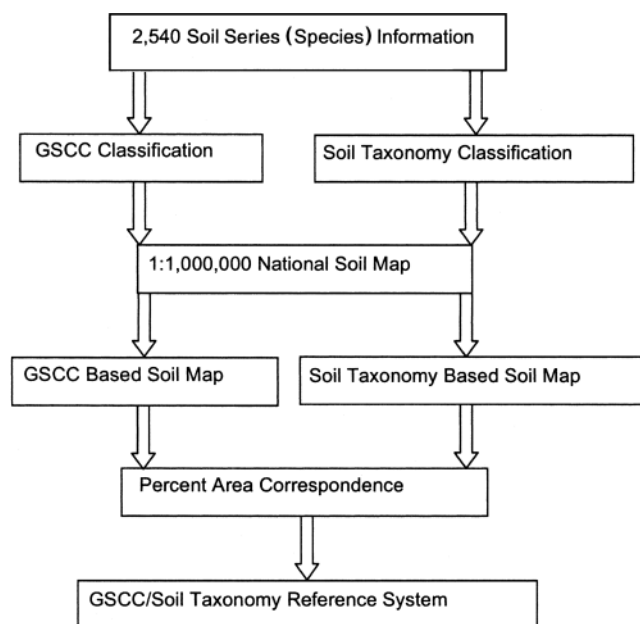 2,540 Soil Series (Species) Information
GSCC Classification
Soil Taxonomy Classification
1:1,000,000 National Soil Map
GSCC Based Soil Map
Soil Taxonomy Based Soil Map
Percent Area Correspondence
GSCC/Soil Taxonomy Reference System